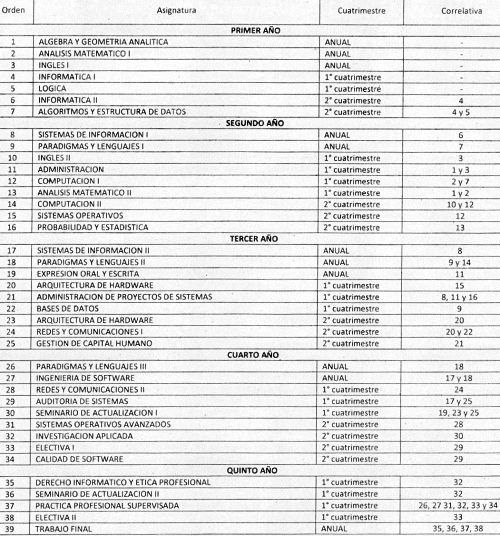 Orden Asignatura Cuatrimestre Correlativa
PRIMER AÑO
1 ALGEBRA Y GEOMETRIA ANALITICA ANUAL -
2 ANALISIS MATEMATICO I ANUAL -
3 INGLES I ANUAL -
4 INFORMATICA I 1° cuatrimestre -
5 LOGICA 1° cuatrimestre -
6 INFORMATICA II 2° cuatrimestre 4
7 ALGORITMOS Y ESTRUCTURA DE DATOS 2° cuatrimestre 4 y 5
SEGUNDO AÑO
8 SISTEMAS DE INFORMACION I ANUAL 6
9 PARADIGMAS Y LENGUAJES I ANUAL 7
10 INGLES II 1° cuatrimestre 3
11 ADMINISTRACION 1° cuatrimestre 1 y 3
12 COMPUTACION I 1° cuatrimestre 2 y 7
13 ANALISIS MATEMATICO II 1° cuatrimestre 1 y 2
14 COMPUTACION II 2° cuatrimestre 10 y 12
15 SISTEMAS OPERATIVOS 2° cuatrimestre 12
16 PROBABILIDAD Y ESTADISTICA 2° cuatrimestre 13
TERCER AÑO
17 SISTEMAS DE INFORMACION II ANUAL 8
18 PARADIGMAS Y LENGUAJES II ANUAL 9 y 14
19 EXPRESION ORAL Y ESCRITA ANUAL 11
20 ARQUITECTURA DE HARDWARE 1° cuatrimestre 15
21 ADMINISTRACION DE PROYECTOS DE SISTEMAS 1° cuatrimestre 8, 11 y 16
22 BASES DE DATOS 1° cuatrimestre 9
23 ARQUITECTURA DE HARDWARE 2° cuatrimestre 20
24 REDES Y COMUNICACIONES I 2° cuatrimestre 20 y 22
25 GESTION DE CAPITAL HUMANO 2° cuatrimestre 21
CUARTO AÑO
26 PARADIGMAS Y LENGUAJES III ANUAL 18
27 INGENIERIA DE SOFTWARE ANUAL 17 y 18
28 REDES Y COMUNICACIONES II 1° cuatrimestre 24
29 AUDITORIA DE SISTEMAS 1° cuatrimestre 17 y 25
30 SEMINARIO DE ACTUALIZACION I 1° cuatrimestre 19, 23 y 25
31 SISTEMAS OPERATIVOS AVANZADOS 2° cuatrimestre 28
32 INVESTIGACION APLICADA 2° cuatrimestre 30
33 ELECTIVA I 2° cuatrimestre 29
34 CALIDAD DE SOFTWARE 2° cuatrimestre 29
QUINTO AÑO
35 DERECHO INFORMATICO Y ETICA PROFESIONAL 1° cuatrimestre 32
36 SEMINARIO DE ACTUALIZACION II 1° cuatrimestre 32
37 PRACTICA PROFESIONAL SUPERVISADA 1° cuatrimestre 26, 27 31, 32, 33 y 34
38 ELECTIVA II 1° cuatrimestre 33
39 TRABAJO FINAL ANUAL 35, 36, 37, 38